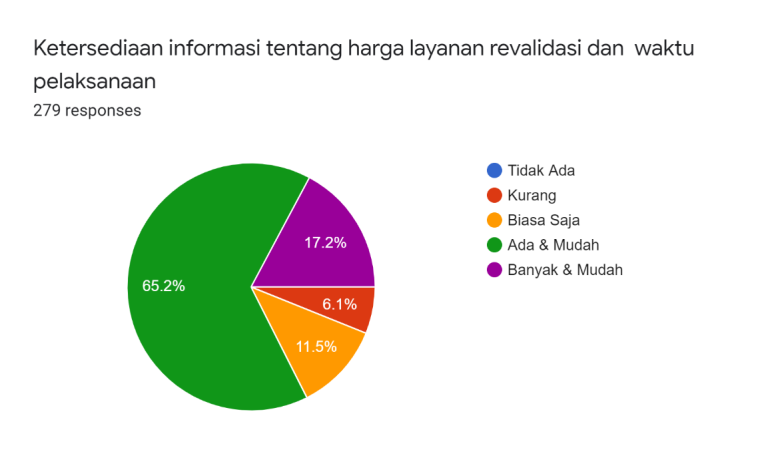 Ketersediaan informasi tentang harga layanan revalidasi dan  waktu
pelaksanaan
279 responses
Tidak Ada
Kurang
Biasa Saja
Ada & Mudah
Banyak & Mudah
17.2%
65.2%
6.1%
11.5%